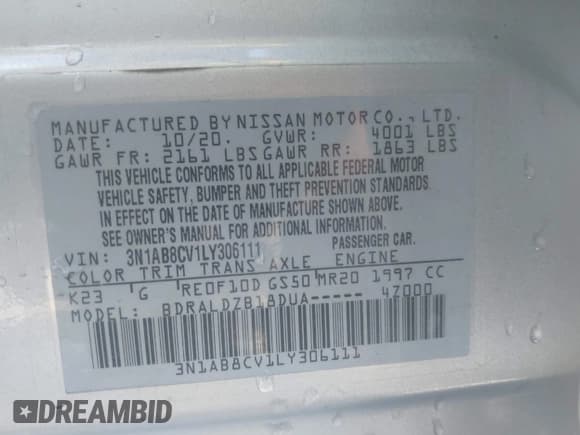 MANUFACTURED BY NISSAN MOTOR CO., LTD.
DATE: 10/20. GVWR: 4001 LBS
GAWR FR: 2161 LBS GAWR RR: 1863 LBS
THIS VEHICLE CONFORMS TO ALL APPLICABLE FEDERAL MOTOR
VEHICLE SAFETY, BUMPER AND THEFT PREVENTION STANDARDS
IN EFFECT ON THE DATE OF MANUFACTURE SHOWN ABOVE.
SEE OWNER'S MANUAL FOR ADDITIONAL INFORMATION.
VIN: 3N1AB8CV1LY306111 PASSENGER CAR.
COLOR TRIM TRANS AXLE ENGINE
K23 G RE0F10D GS50 MR20 1997 CC
MODEL: BDRALDZB18DUA----- 47000
3N1AB8CV1LY306111
DREAMBID